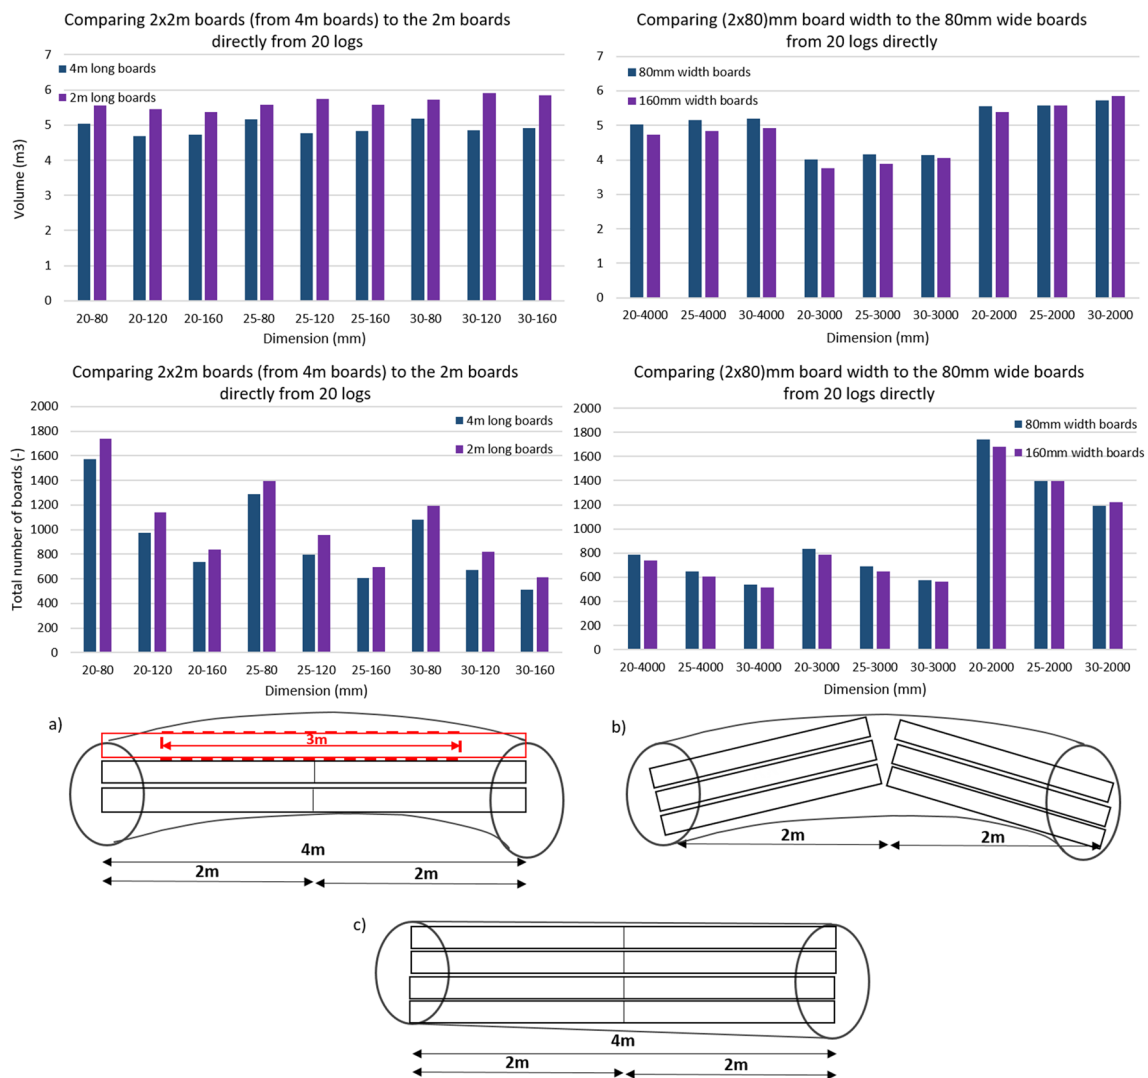 Comparing 2x2m boards (from 4m boards) to the 2m boards
directly from 20 logs
7
6
5
4
3
2
1
0
Volume (m3)
4m long boards
2m long boards
20-80 20-120 20-160 25-80 25-120 25-160 30-80 30-120 30-160
Dimension (mm)
Comparing (2x80)mm board width to the 80mm wide boards
from 20 logs directly
7
6
5
4
3
2
1
0
80mm width boards
160mm width boards
20-4000 25-4000 30-4000 20-3000 25-3000 30-3000 20-2000 25-2000 30-2000
Dimension (mm)
Comparing 2x2m boards (from 4m boards) to the 2m boards
directly from 20 logs
2000
1800
1600
1400
1200
1000
800
600
400
200
0
Total number of boards (-)
4m long boards
2m long boards
20-80 20-120 20-160 25-80 25-120 25-160 30-80 30-120 30-160
Dimension (mm)
Comparing (2x80)mm board width to the 80mm wide boards
from 20 logs directly
2000
1800
1600
1400
1200
1000
800
600
400
200
0
80mm width boards
160mm width boards
20-4000 25-4000 30-4000 20-3000 25-3000 30-3000 20-2000 25-2000 30-2000
Dimension (mm)
a)
3m
4m
2m 2m
b)
2m 2m
c)
4m
2m 2m